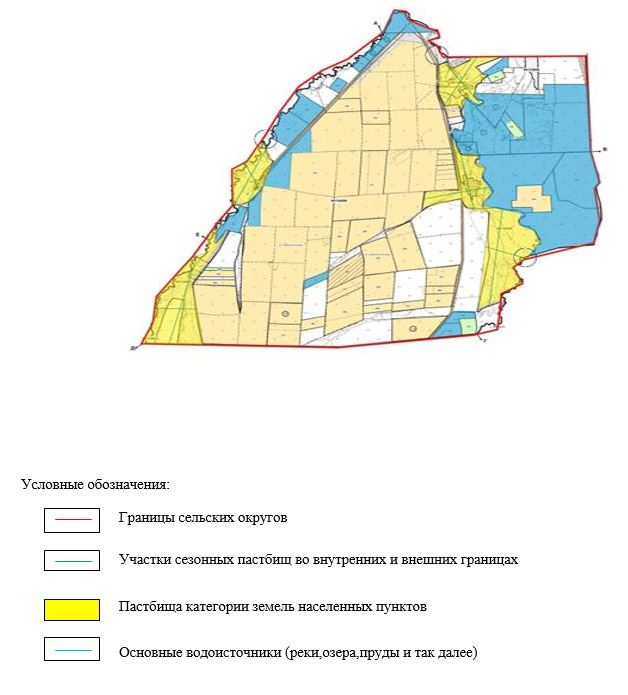 А
В
Е
Д
С
Условные обозначения:
Границы сельских округов
Участки сезонных пастбищ во внутренних и внешних границах
Пастбища категории земель населенных пунктов
Основные водоисточники (реки,озера,пруды и так далее)